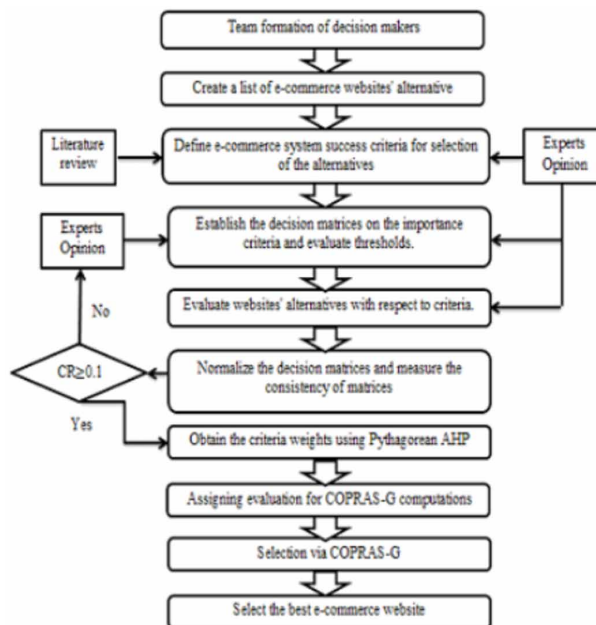 Team formation of decision makers
Create a list of e-commerce websites' alternative
Literature
review
Define e-commerce system success criteria for selection
of the alternatives
Experts
Opinion
Experts
Opinion
Establish the decision matrices on the importance
criteria and evaluate thresholds.
No
Evaluate websites' alternatives with respect to criteria.
CR≥0.1
Normalize the decision matrices and measure the
consistency of matrices
Yes
Obtain the criteria weights using Pythagorean AHP
Assigning evaluation for COPRAS-G computations
Selection via COPRAS-G
Select the best e-commerce website